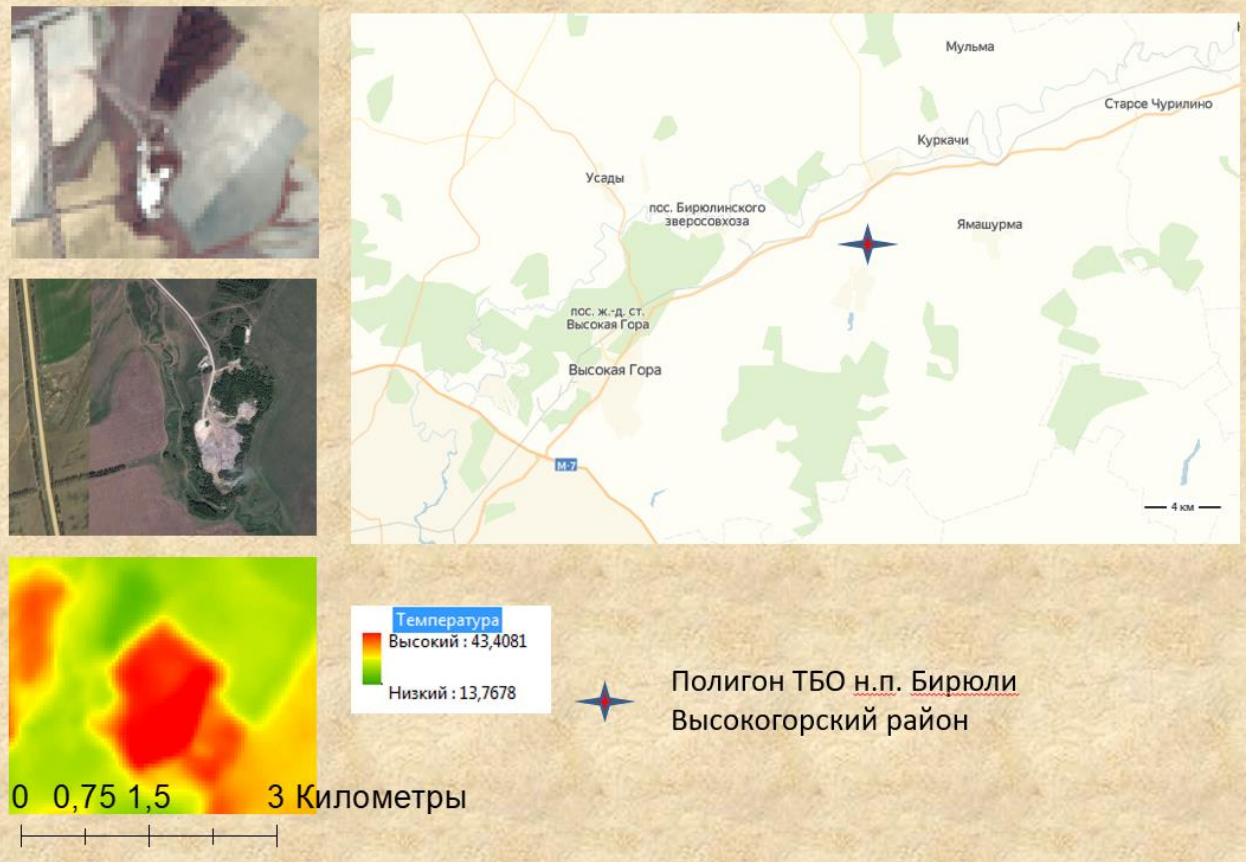 Мульма
Старое Чурилино
Куркачи
Усады
пос. Бирюлинского
зверосовхоза
Ямашурма
пос. ж.-д. ст.
Высокая Гора
Высокая Гора
М-7
4 км
Температура
Высокий : 43,4081
Низкий : 13,7678
Полигон ТБО н.п. Бирюли
Высокогорский район
0 0,75 1,5 3 Километры